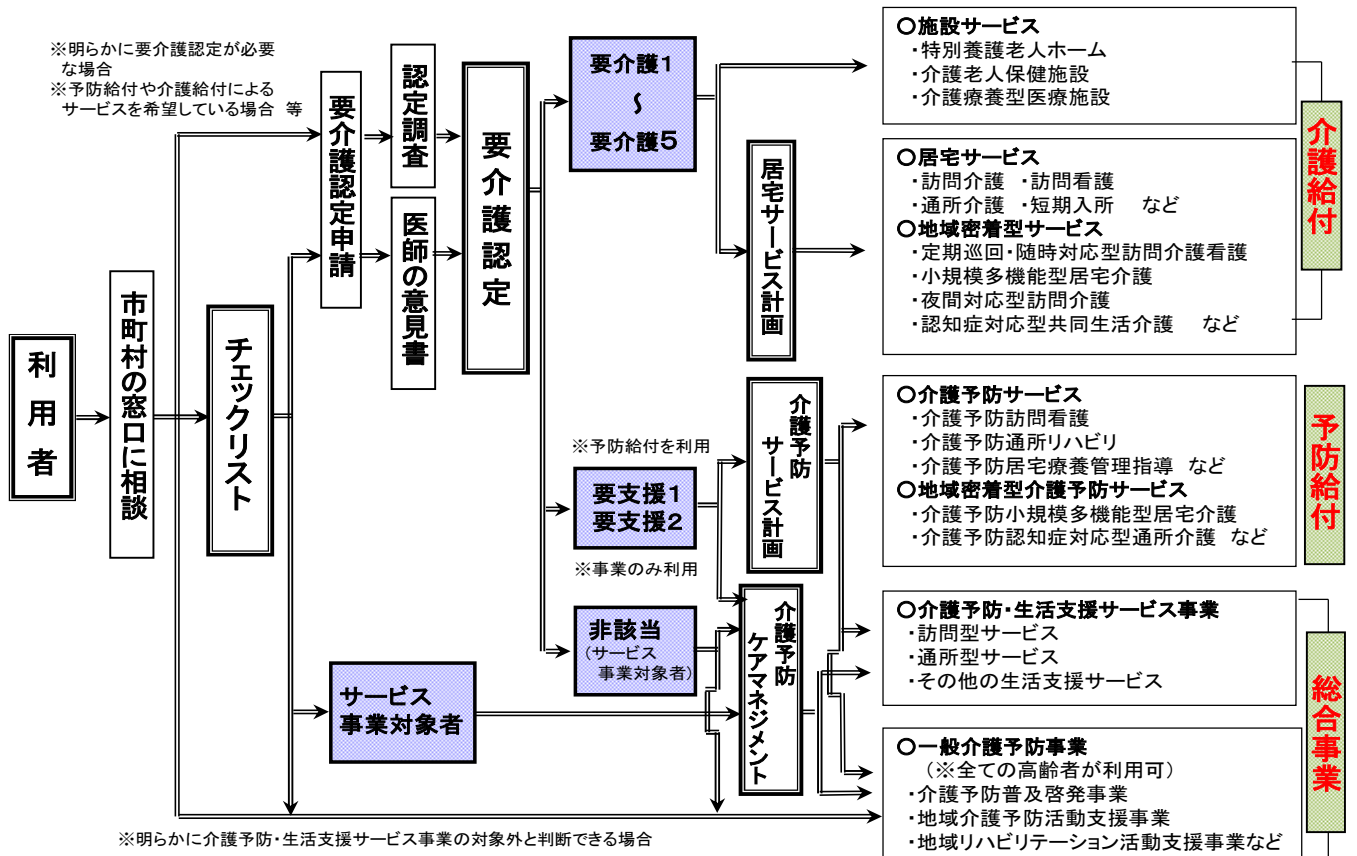 ※明らかに要介護認定が必要
な場合
※予防給付や介護給付による
サービスを希望している場合 等
利用者
市町村の窓口に相談
チェックリスト
要介護認定申請
認定調査
医師の意見書
要介護認定
要介護1
~
要介護5
居宅サービス計画
○施設サービス
・特別養護老人ホーム
・介護老人保健施設
・介護療養型医療施設
○居宅サービス
・訪問介護 ・訪問看護
・通所介護 ・短期入所 など
○地域密着型サービス
・定期巡回・随時対応型訪問介護看護
・小規模多機能型居宅介護
・夜間対応型訪問介護
・認知症対応型共同生活介護 など
介護給付
※予防給付を利用
要支援1
要支援2
※事業のみ利用
介護予防
サービス計画
○介護予防サービス
・介護予防訪問看護
・介護予防通所リハビリ
・介護予防居宅療養管理指導 など
○地域密着型介護予防サービス
・介護予防小規模多機能型居宅介護
・介護予防認知症対応型通所介護 など
予防給付
非該当
(サービス
事業対象者)
サービス
事業対象者
介護予防
ケアマネジメント
○介護予防・生活支援サービス事業
・訪問型サービス
・通所型サービス
・その他の生活支援サービス
○一般介護予防事業
(※全ての高齢者が利用可)
・介護予防普及啓発事業
・地域介護予防活動支援事業
・地域リハビリテーション活動支援事業など
総合事業
※明らかに介護予防・生活支援サービス事業の対象外と判断できる場合